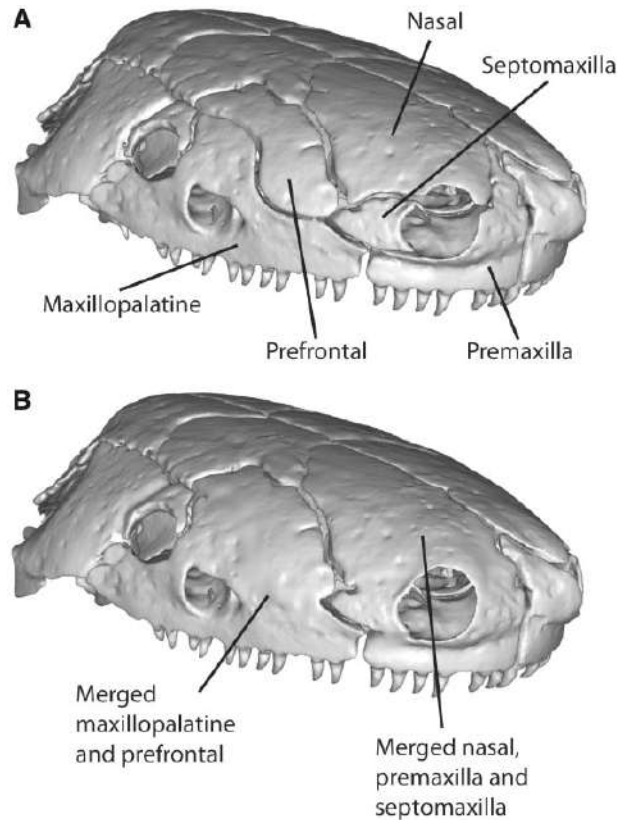 A
Nasal
Septomaxilla
Maxillopalatine
Prefrontal
Premaxilla
B
Merged
maxillopalatine
and prefrontal
Merged nasal,
premaxilla and
septomaxilla